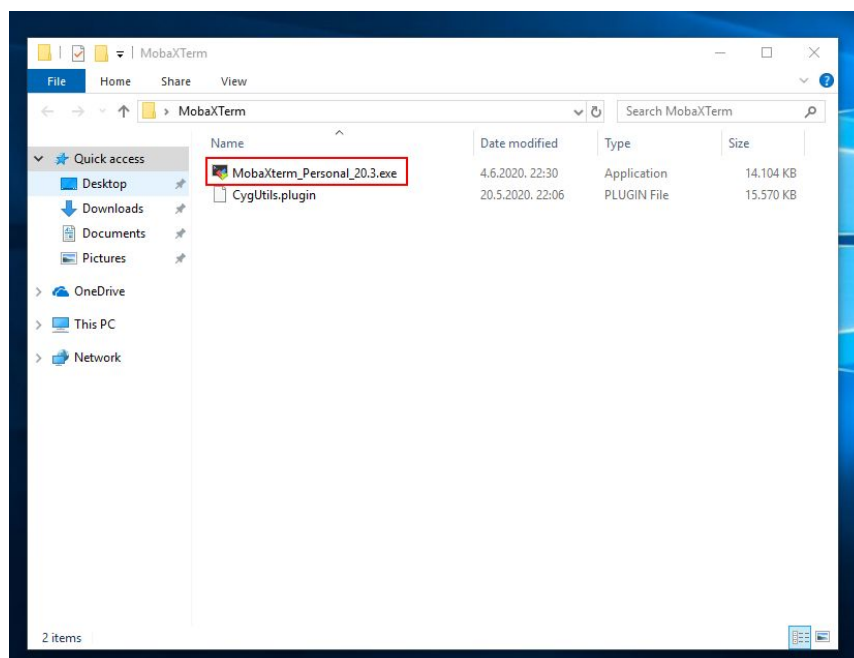 MobaXTerm
File Home Share View
MobaXTerm Search MobaXTerm
Name Date modified Type Size
Quick access
MobaXterm_Personal_20.3.exe 4.6.2020. 22:30 Application 14.104 KB
Desktop
CygUtils.plugin 20.5.2020. 22:06 PLUGIN File 15.570 KB
Downloads
Documents
Pictures
OneDrive
This PC
Network
2 items